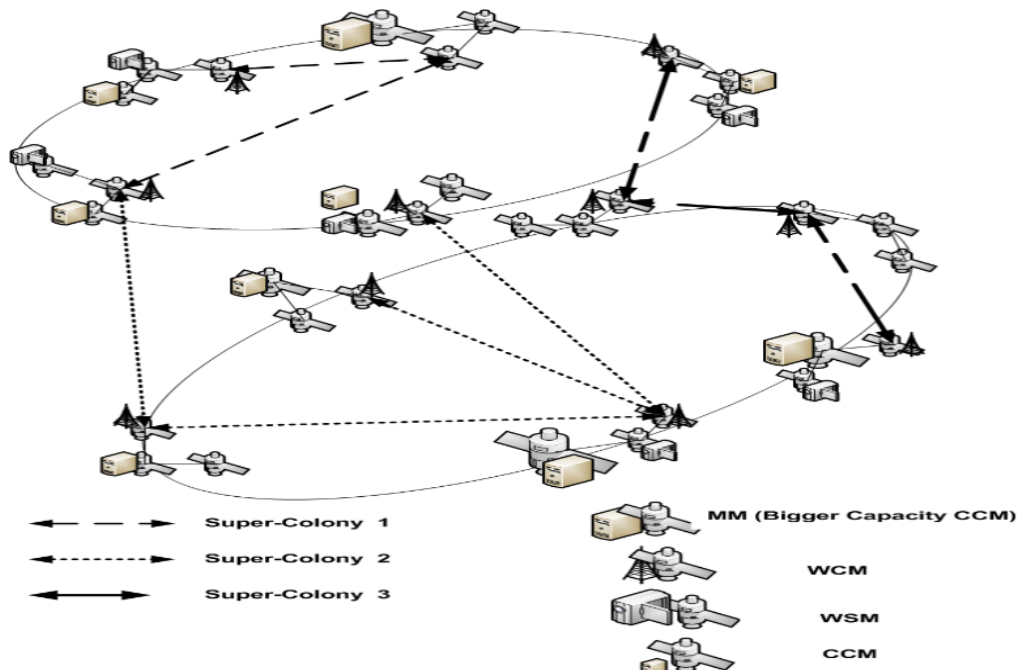 Super-Colony 1
Super-Colony 2
Super-Colony 3
MM (Bigger Capacity CCM)
WCM
WSM
CCM